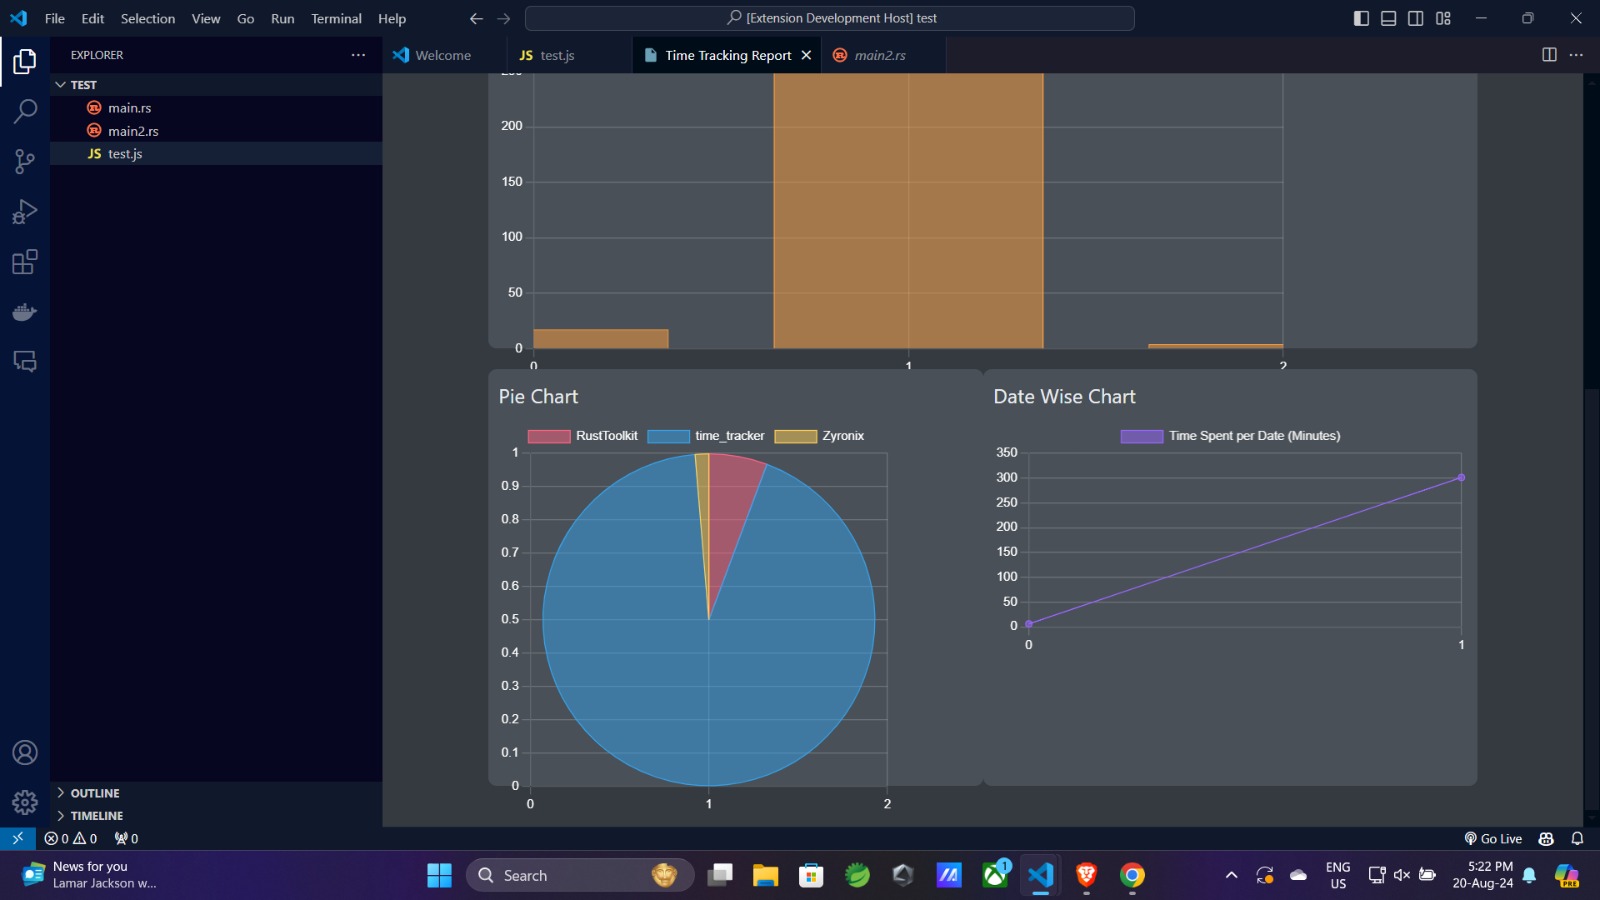 File Edit Selection View Go Run Terminal Help
[Extension Development Host] test
EXPLORER
Welcome
JS test.js
Time Tracking Report
main2.rs
TEST
main.rs
main2.rs
JS test.js
OUTLINE
TIMELINE
250
200
150
100
50
0
0 1 2
Pie Chart
RustToolkit time_tracker Zyronix
1
0.9
0.8
0.7
0.6
0.5
0.4
0.3
0.2
0.1
0
0 1 2
Date Wise Chart
Time Spent per Date (Minutes)
350
300
250
200
150
100
50
0
0 1
0 0 0
Go Live
News for you
Lamar Jackson w...
Search
1
ENG
US
5:22 PM
20-Aug-24
PRE